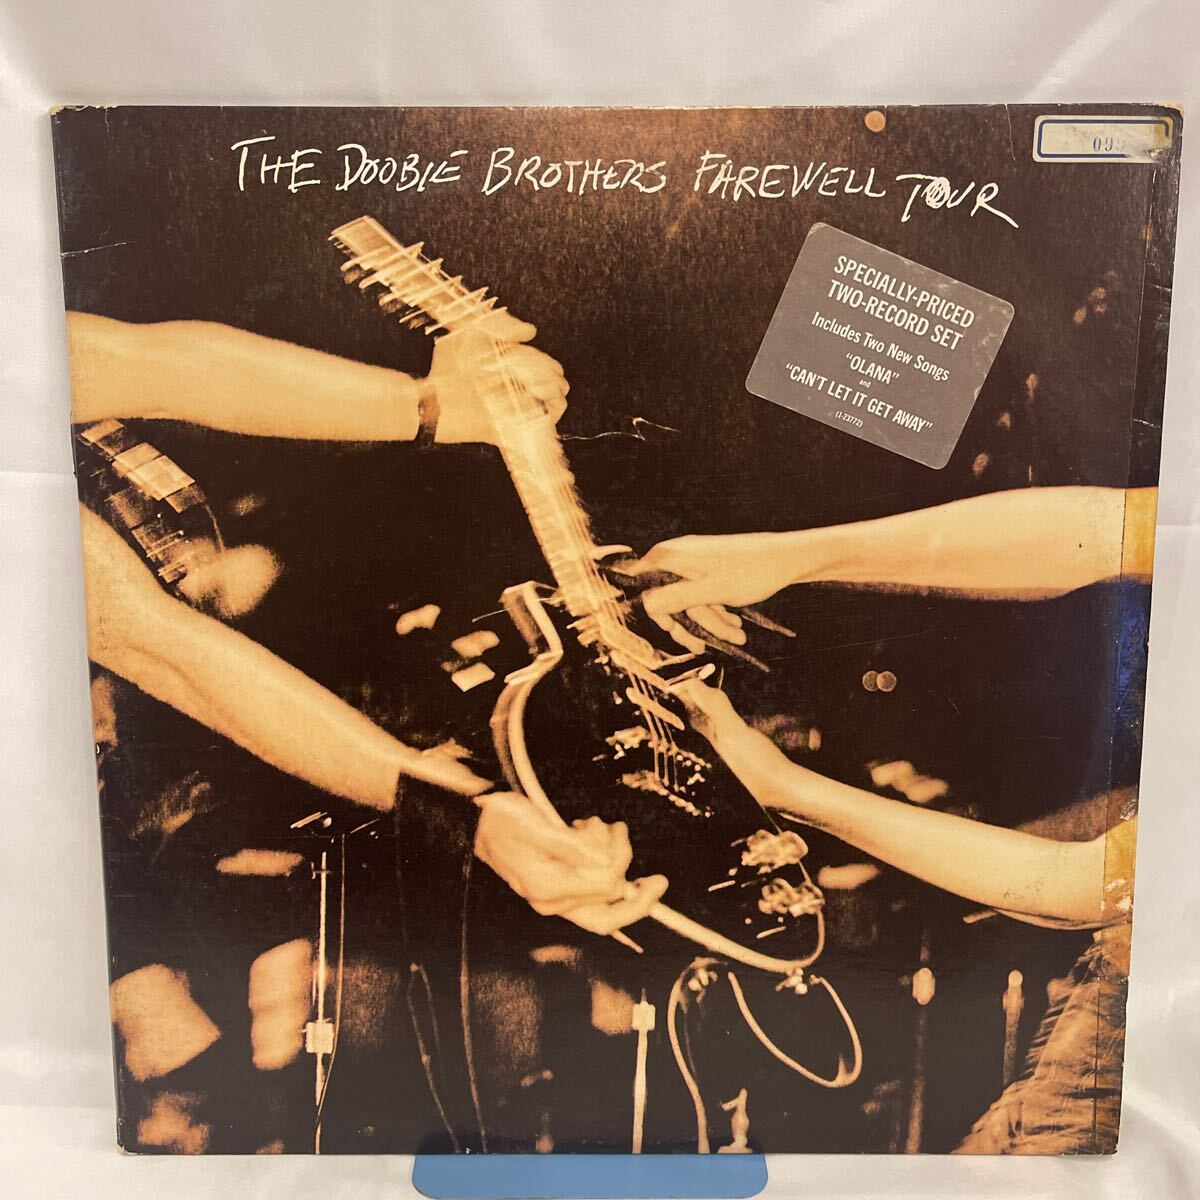 THE DOOBIE BROTHERS FAREWELL TOUR
SPECIALLY-PRICED
TWO-RECORD SET
Includes Two New Songs
"OLANA"
and
"CAN'T LET IT GET AWAY"
(1-23772)